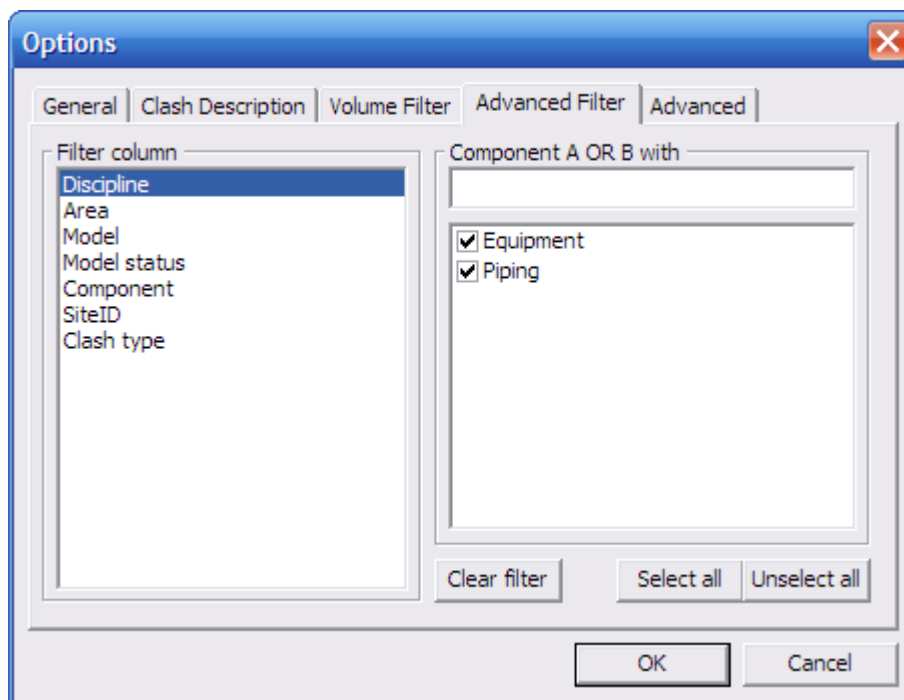 Options
General Clash Description Volume Filter Advanced Filter Advanced
Filter column
Discipline
Area
Model
Model status
Component
SiteID
Clash type
Component A OR B with
Equipment
Piping
Clear filter Select all Unselect all
OK Cancel